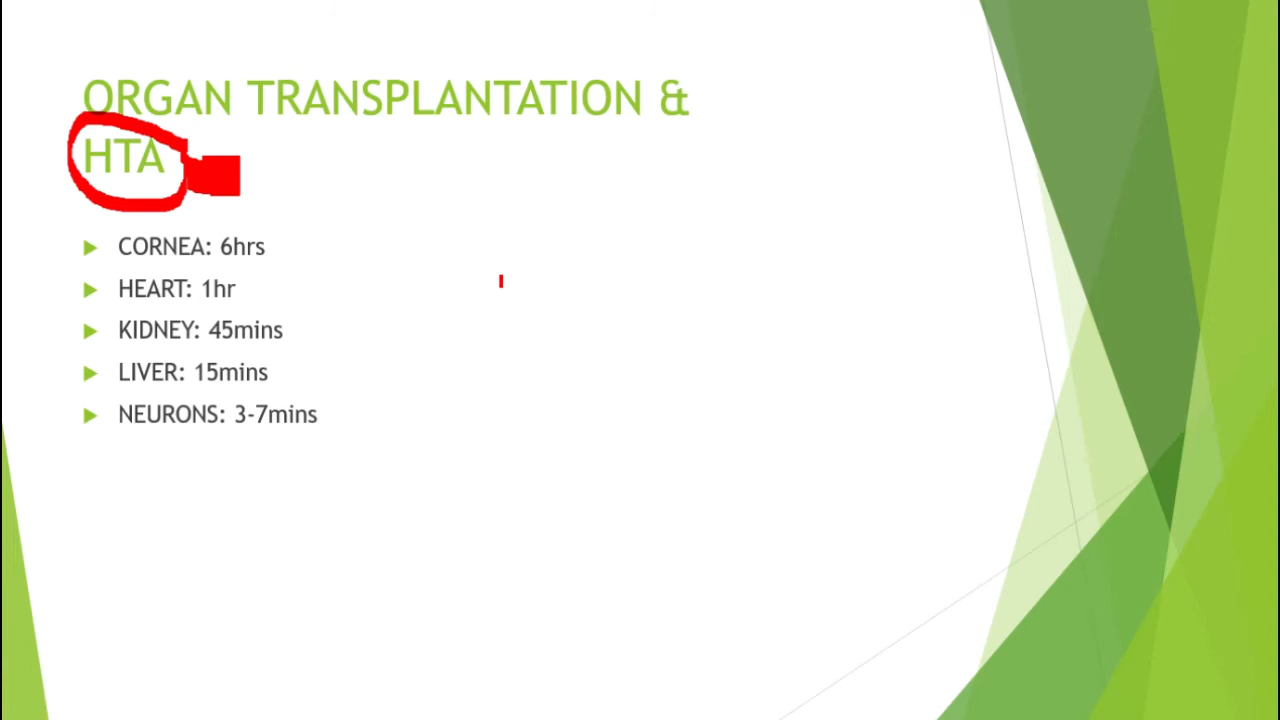 ORGAN TRANSPLANTATION &
HTA
CORNEA: 6hrs
HEART: 1hr
KIDNEY: 45mins
LIVER: 15mins
NEURONS: 3-7mins